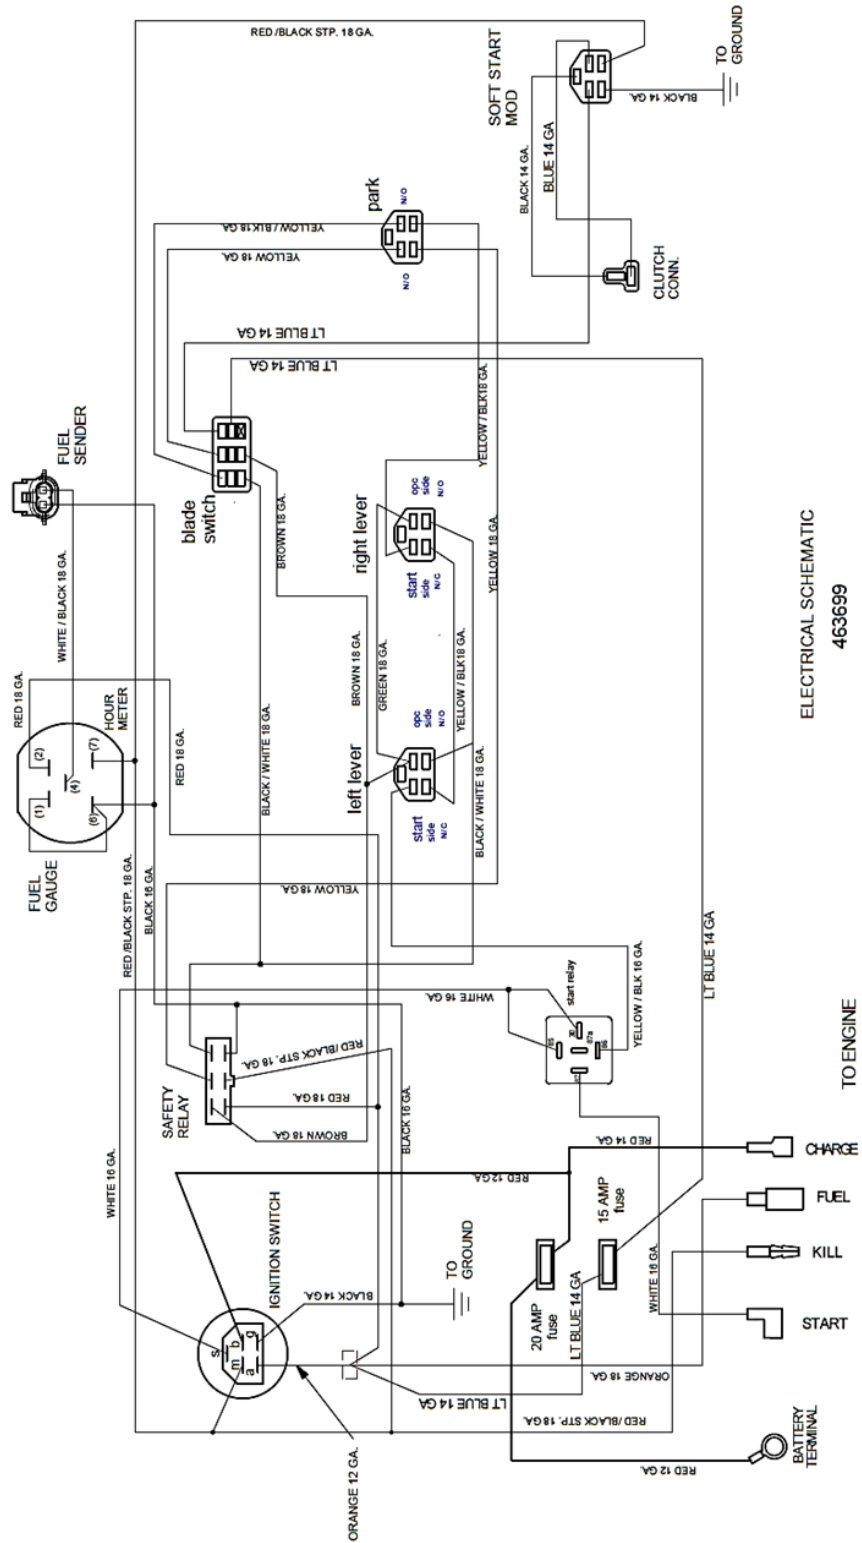 RED /BLACK STP. 18 GA.
TO
GROUND
SOFT START
MOD
BLACK 14 GA.
BLACK 14 GA.
BLUE 14 GA
CLUTCH
CONN.
park
N/O
N/O
YELLOW / BLK18 GA.
YELLOW 18 GA.
LT BLUE 14 GA
LT BLUE 14 GA
FUEL
SENDER
blade
switch
WHITE / BLACK 18 GA.
BROWN 18 GA.
YELLOW / BLK18 GA.
right lever
opc
side
N/O
start
side
N/C
YELLOW 18 GA.
RED 18 GA.
HOUR
METER
(1)
(2)
(4)
(6)
(7)
FUEL
GAUGE
RED 18 GA.
BLACK / WHITE 18 GA.
BROWN 18 GA.
GREEN 18 GA.
left lever
opc
side
N/O
start
side
N/C
YELLOW / BLK18 GA.
BLACK / WHITE 18 GA.
ELECTRICAL SCHEMATIC
463699
RED /BLACK STP. 18 GA.
BLACK 16 GA.
YELLOW 18 GA.
WHITE 16 GA.
start relay
30
85
87a
86
87
YELLOW / BLK 16 GA.
LT BLUE 14 GA
SAFETY
RELAY
RED/BLACK STP. 18 GA.
RED 18 GA.
BROWN 18 GA.
BLACK 16 GA.
WHITE 16 GA.
RED 12 GA.
RED 14 GA.
TO ENGINE
CHARGE
FUEL
KILL
START
BATTERY
TERMINAL
15 AMP
fuse
20 AMP
fuse
LT BLUE 14 GA
WHITE 16 GA.
IGNITION SWITCH
s
m
b
a
g
BLACK 14 GA.
TO
GROUND
ORANGE 18 GA.
LT BLUE 14 GA
RED/BLACK STP. 18 GA.
ORANGE 12 GA.
RED 12 GA.